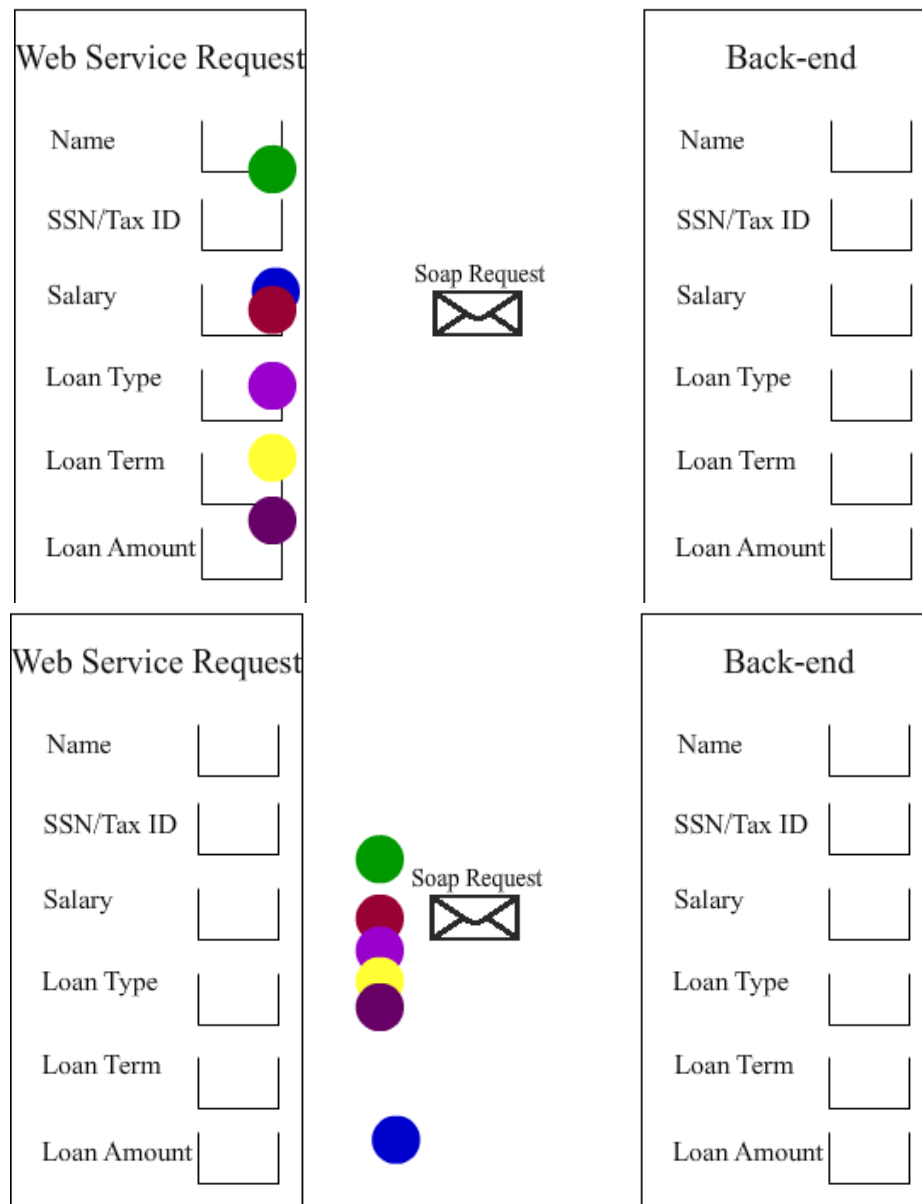 Web Service Request
Name
SSN/Tax ID
Salary
Loan Type
Loan Term
Loan Amount
Soap Request
Back-end
Name
SSN/Tax ID
Salary
Loan Type
Loan Term
Loan Amount
Web Service Request
Name
SSN/Tax ID
Salary
Loan Type
Loan Term
Loan Amount
Soap Request
Back-end
Name
SSN/Tax ID
Salary
Loan Type
Loan Term
Loan Amount